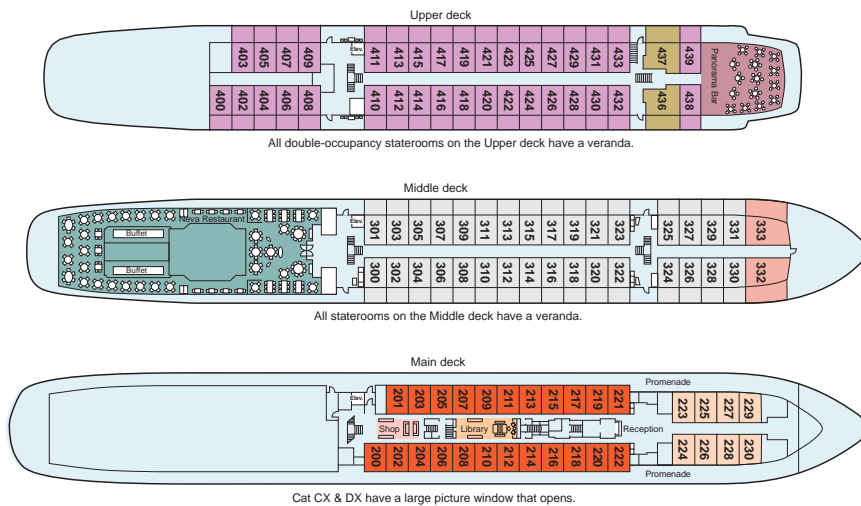 Upper deck
403 405 407 409 Elev. 411 413 415 417 419 421 423 425 427 429 431 433 437 439
Panorama Bar
400 402 404 406 408 410 412 414 416 418 420 422 424 426 428 430 432 436 438
All double-occupancy staterooms on the Upper deck have a veranda.
Middle deck
Neva Restaurant
Buffet
Elev. 301 303 305 307 309 311 313 315 317 319 321 323 325 327 329 331 333
Buffet
300 302 304 306 308 310 312 314 316 318 320 322 324 326 328 330 332
All staterooms on the Middle deck have a veranda.
Main deck
Promenade
Elev. 201 203 205 207 209 211 213 215 217 219 221 223 225 227 229
Shop Library Reception
200 202 204 206 208 210 212 214 216 218 220 222 224 226 228 230
Promenade
Cat CX & DX have a large picture window that opens.